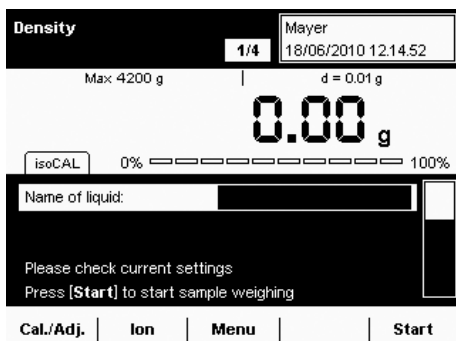 Density
1/4
Mayer
18/06/2010 12.14.52
Max 4200 g
d = 0.01 g
0.00 g
isoCAL
0%
100%
Name of liquid:
Please check current settings
Press [Start] to start sample weighing
Cal./Adj. Ion Menu Start